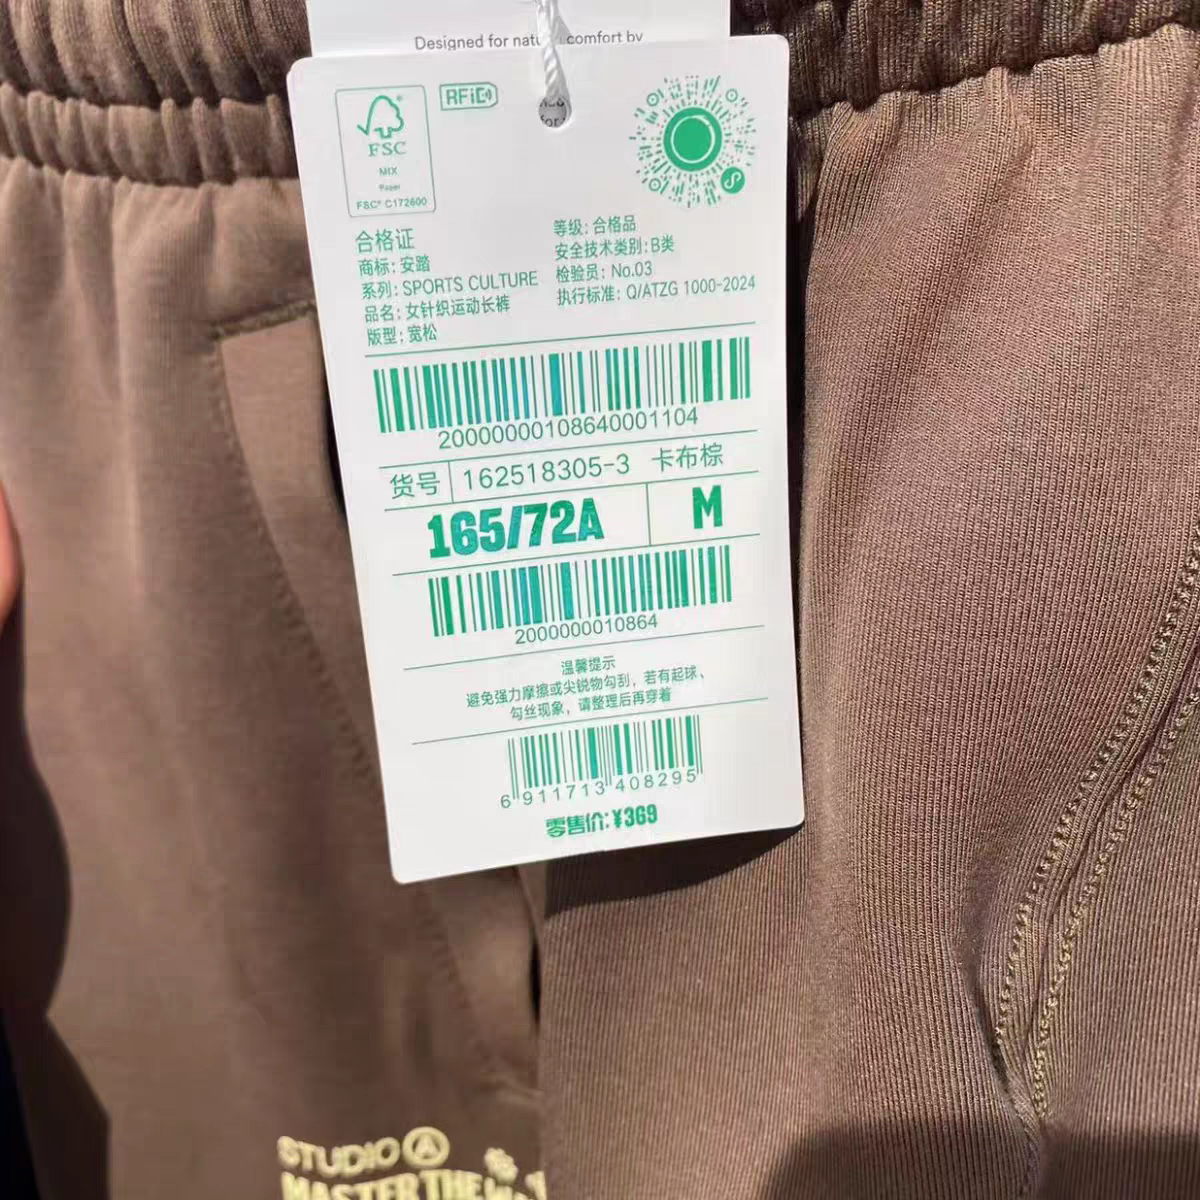 Designed for natu comfort by
RFiD
FSC
MIX
Paper
FSC® C172600
合格证
商标: 安踏
系列: SPORTS CULTURE
品名: 女针织运动长裤
版型: 宽松
等级: 合格品
安全技术类别: B类
检验员: No.03
执行标准: Q/ATZG 1000-2024
20000000108640001104
货号 162518305-3 卡布棕
165/72A M
2000000010864
温馨提示
避免强力摩擦或尖锐物勾刮，若有起球、
勾丝现象，请整理后再穿着
6 911713 408295
零售价:¥369
STUDIO A
MASTER THE